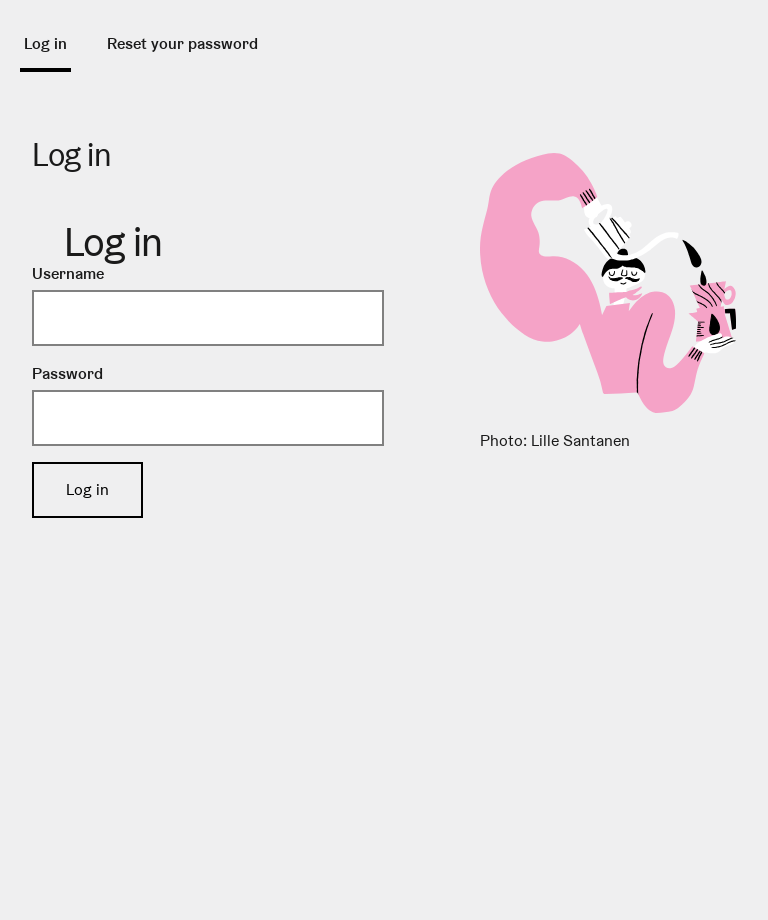 Log in
Reset your password
Log in
Log in
Username
Password
Log in
Photo: Lille Santanen